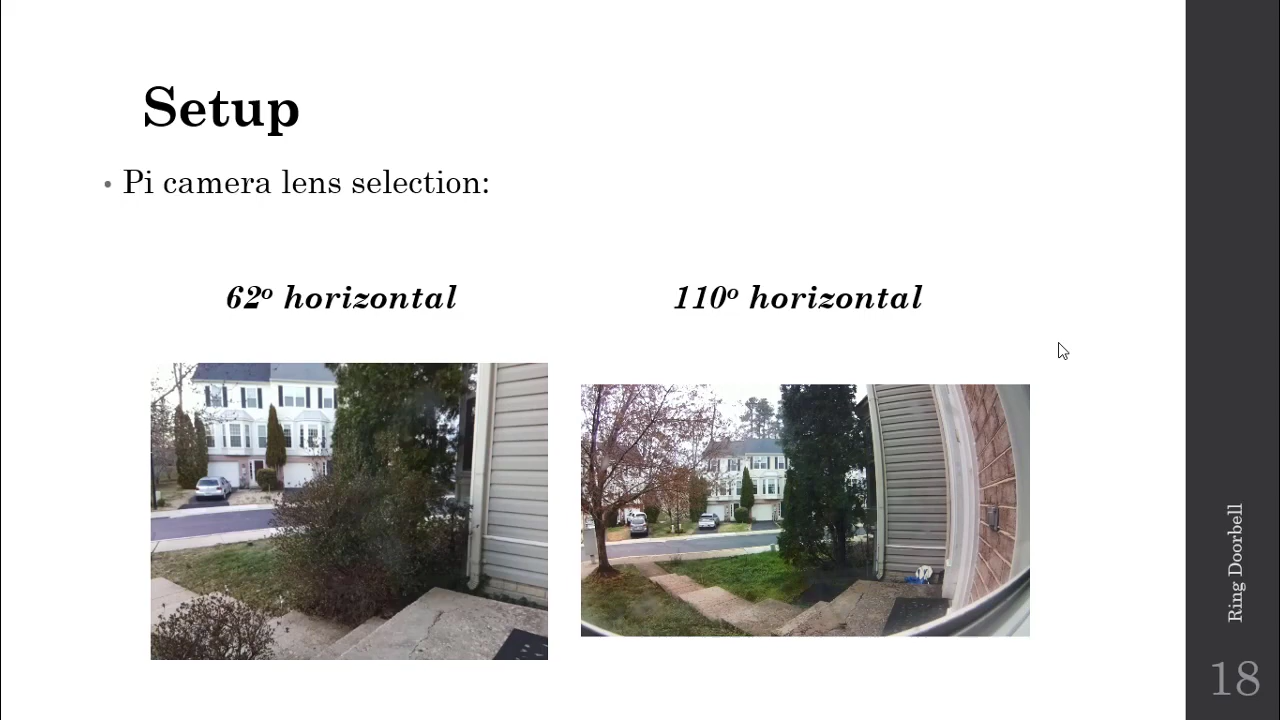 Setup
• Pi camera lens selection:
62º horizontal
110º horizontal
Ring Doorbell
18